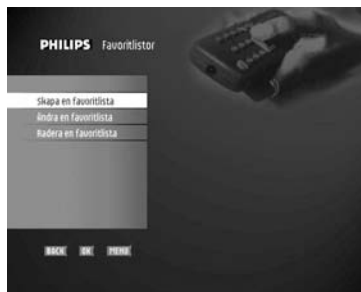 PHILIPS Favoritlistor
Skapa en favoritlista
Ändra en favoritlista
Radera en favoritlista
BACK OK MENU